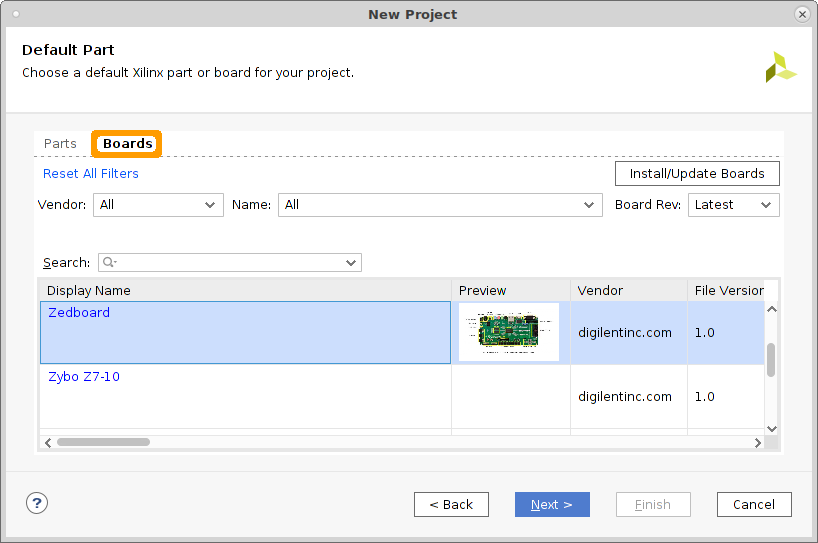 New Project
Default Part
Choose a default Xilinx part or board for your project.
Parts Boards
Reset All Filters Install/Update Boards
Vendor: All Name: All Board Rev: Latest
Search:
Display Name Preview Vendor File Version
Zedboard digilentinc.com 1.0
Zybo Z7-10 digilentinc.com 1.0
? < Back Next > Finish Cancel